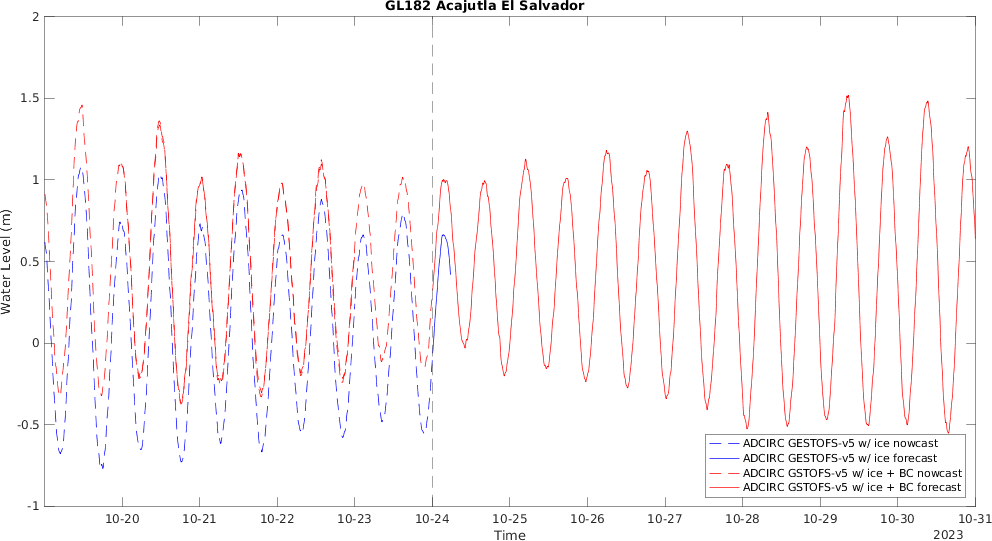 GL182 Acajutla El Salvador
2
1.5
1
0.5
0
-0.5
-1
Water Level (m)
ADCIRC GESTOFS-v5 w/ ice nowcast
ADCIRC GESTOFS-v5 w/ ice forecast
ADCIRC GSTOFS-v5 w/ ice + BC nowcast
ADCIRC GSTOFS-v5 w/ ice + BC forecast
10-20 10-21 10-22 10-23 10-24 10-25 10-26 10-27 10-28 10-29 10-30 10-31
Time
2023